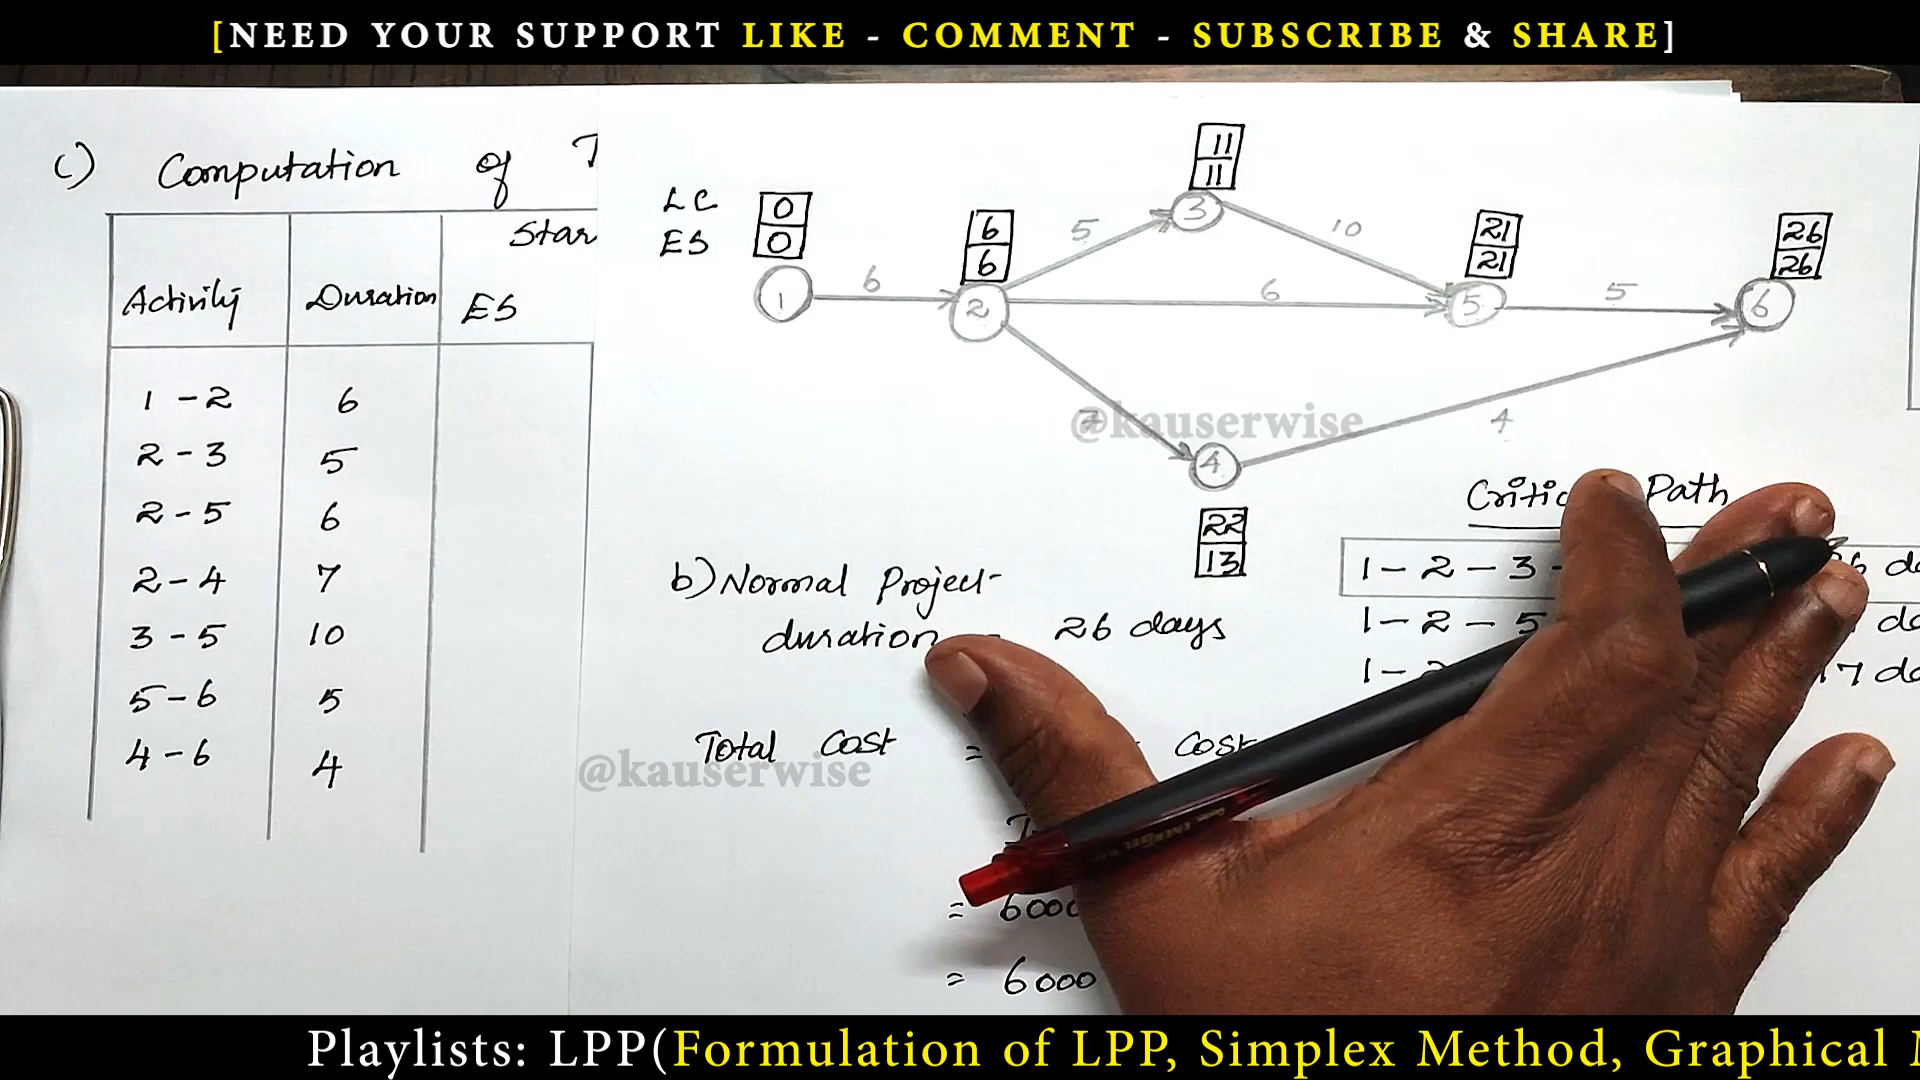 [NEED YOUR SUPPORT LIKE - COMMENT - SUBSCRIBE & SHARE]
c) Computation of
Star
Activity Duration ES
1 - 2 6
2 - 3 5
2 - 5 6
2 - 4 7
3 - 5 10
5 - 6 5
4 - 6 4
LC
ES
0
0
6
6
11
11
21
21
26
26
22
13
1
2
3
4
5
6
6
5
10
6
5
7
4
@kauserwise
b) Normal Project
duration = 26 days
Critic Path
1 - 2 - 3 -
1 - 2 - 5
17 da
Total Cost = Cost
@kauserwise
= 6000
= 6000
Playlists: LPP(Formulation of LPP, Simplex Method, Graphical